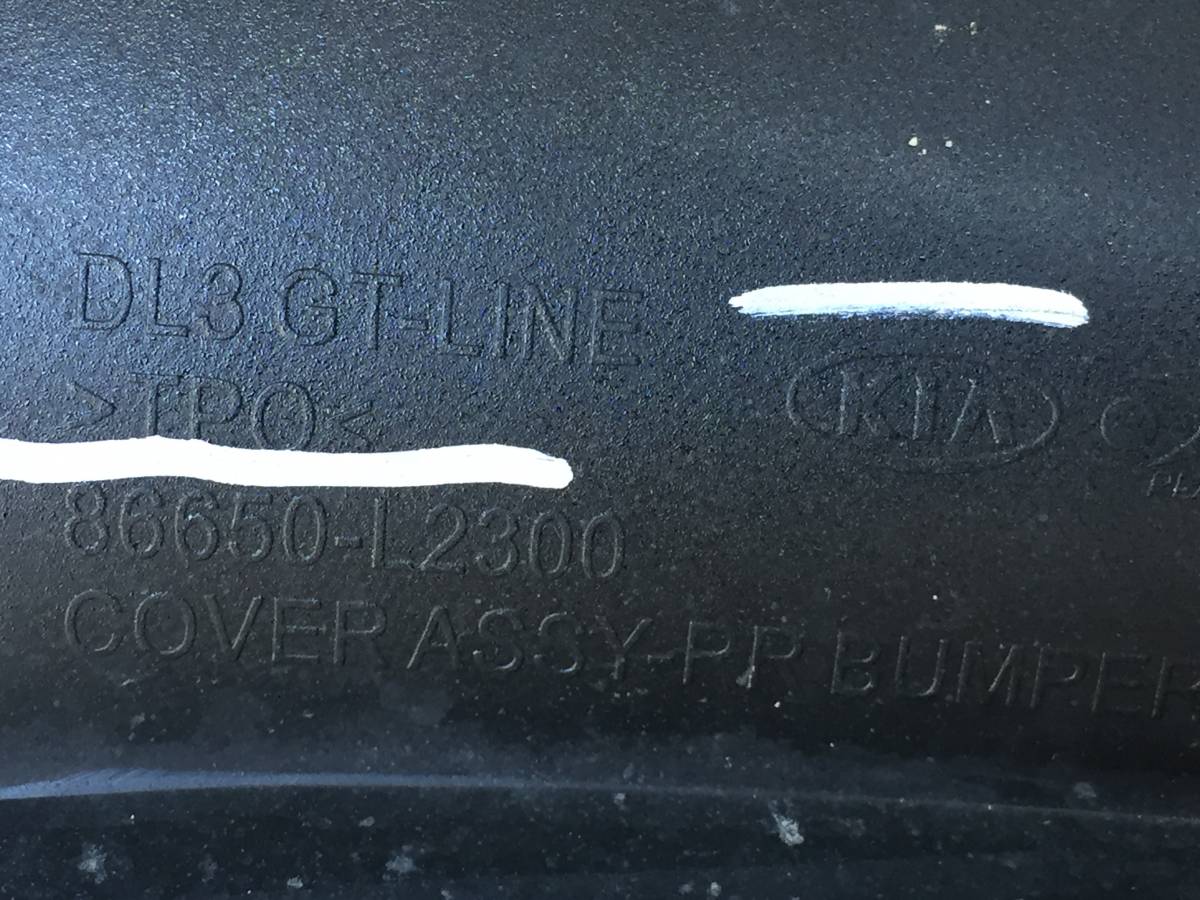 DL3 GT-LINE
>TPO<
KIA
86650-L2300
COVER ASSY-RR BUMPER